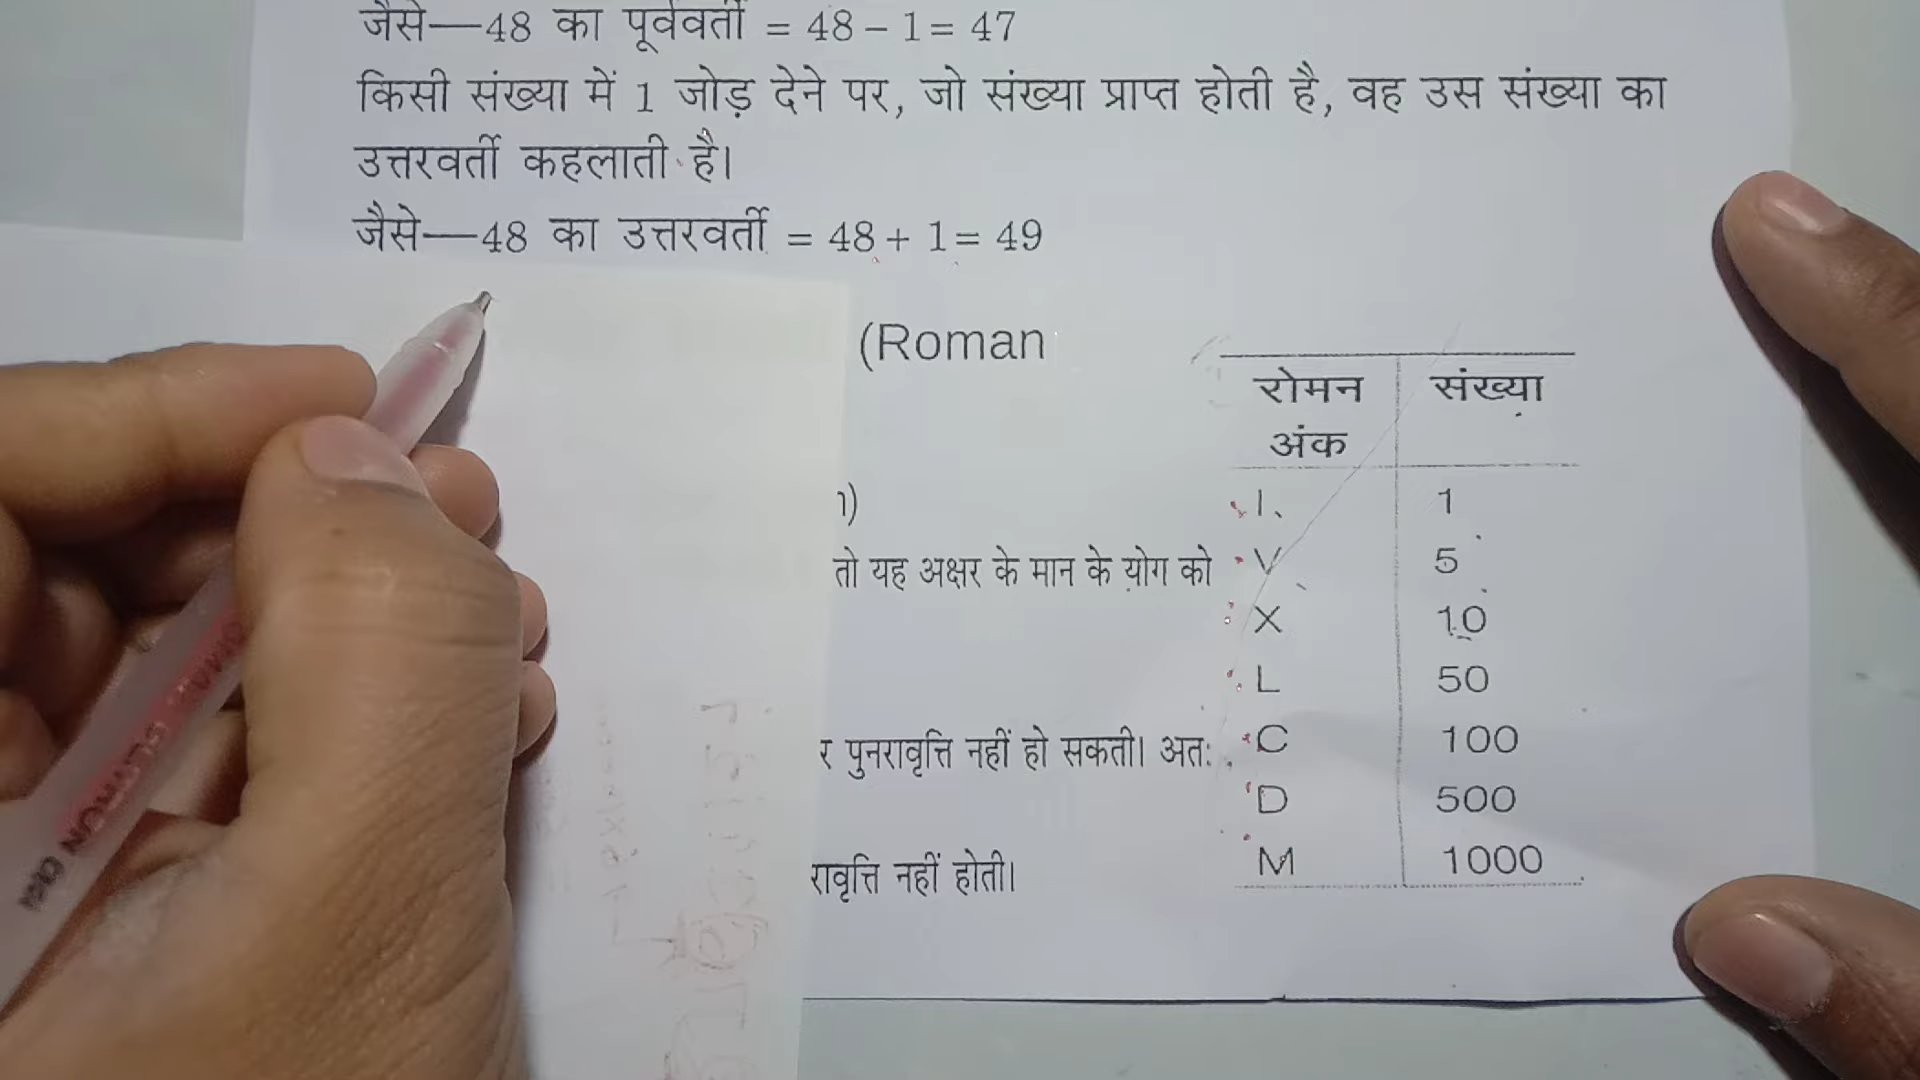 जैसे—48 का पूर्ववर्ती = 48 – 1 = 47
किसी संख्या में 1 जोड़ देने पर, जो संख्या प्राप्त होती है, वह उस संख्या का
उत्तरवर्ती कहलाती है।
जैसे—48 का उत्तरवर्ती = 48 + 1 = 49
(Roman
रोमन अंक संख्या
I 1
तो यह अक्षर के मान के योग को
V 5
X 10
L 50
र पुनरावृत्ति नहीं हो सकती। अतः
C 100
D 500
रावृत्ति नहीं होती।
M 1000